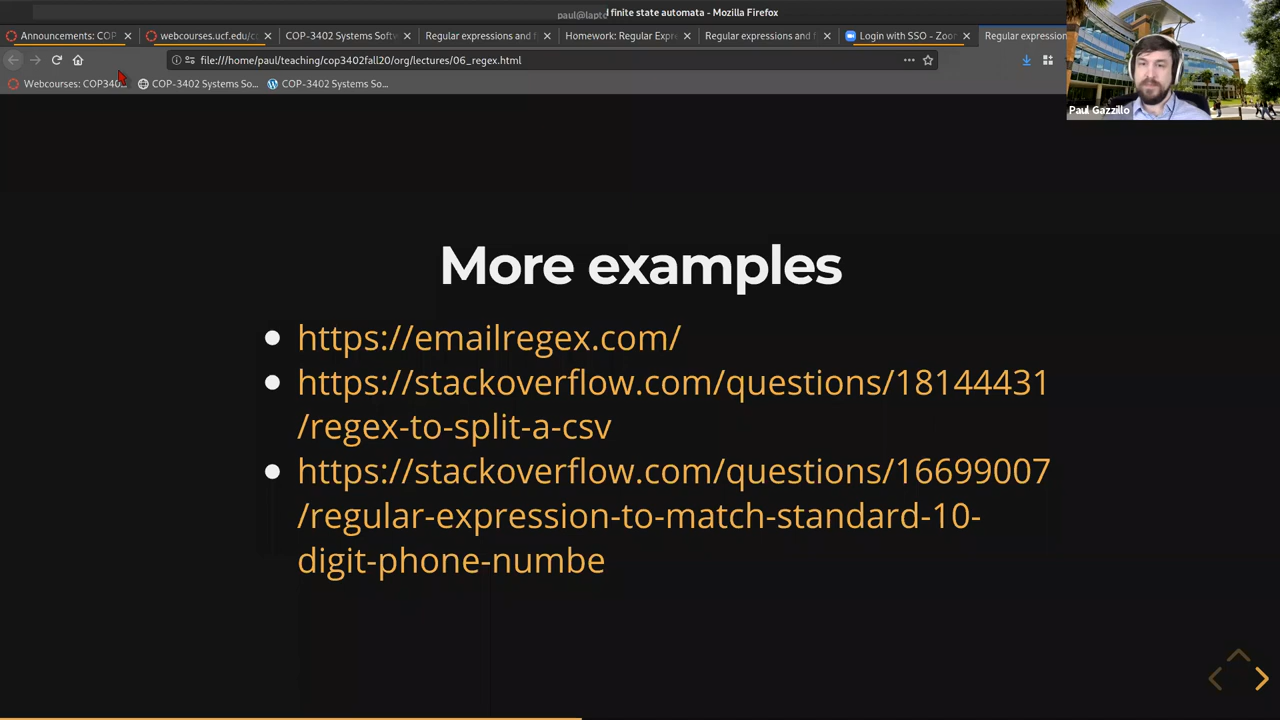 paul@lapto
l finite state automata - Mozilla Firefox
Announcements: COP
webcourses.ucf.edu/c
COP-3402 Systems Softw
Regular expressions and f
Homework: Regular Expre
Regular expressions and f
Login with SSO - Zoo
Regular expression
file:///home/paul/teaching/cop3402fall20/org/lectures/06_regex.html
Webcourses: COP340
COP-3402 Systems So...
COP-3402 Systems So...
Paul Gazzillo
More examples
https://emailregex.com/
https://stackoverflow.com/questions/18144431
/regex-to-split-a-csv
https://stackoverflow.com/questions/16699007
/regular-expression-to-match-standard-10-
digit-phone-numbe